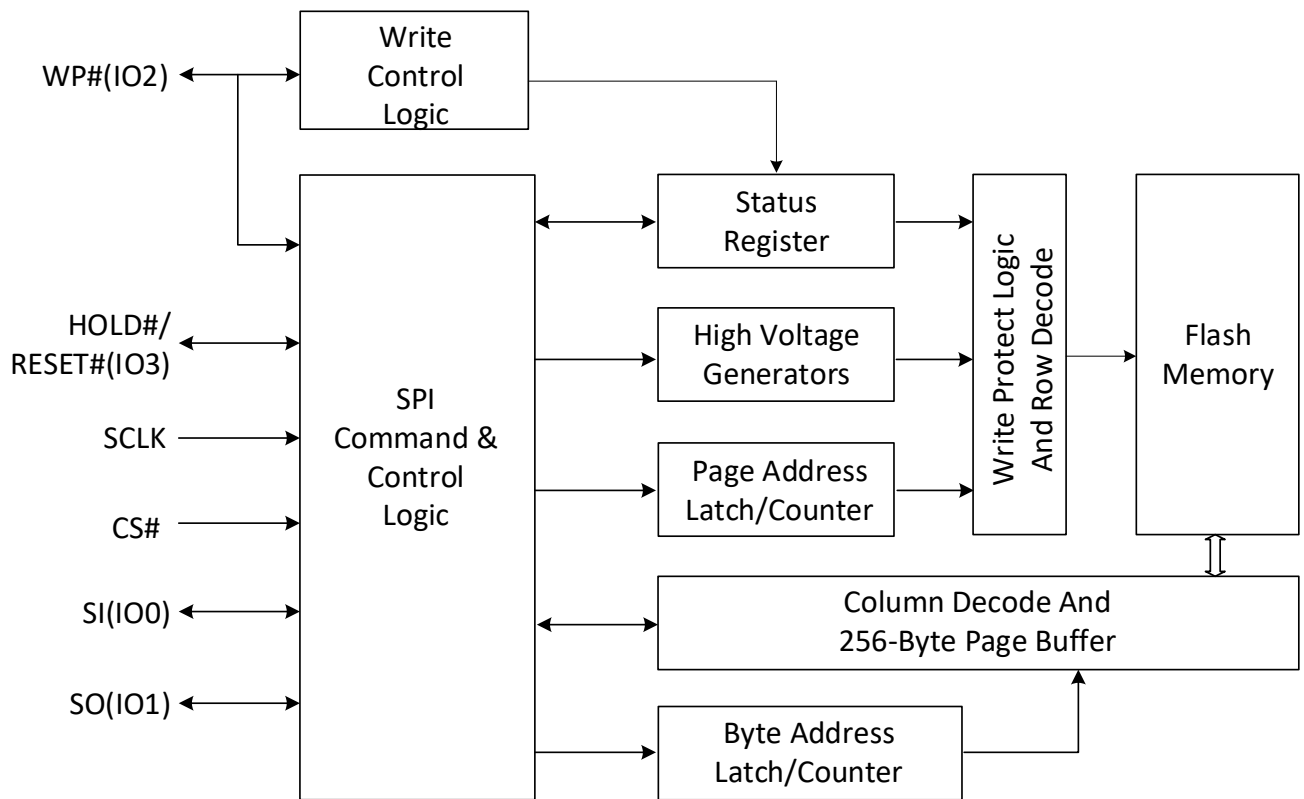 WP#(IO2)
Write
Control
Logic
Status
Register
Write Protect Logic
And Row Decode
Flash
Memory
HOLD#/
RESET#(IO3)
High Voltage
Generators
SPI
Command &
Control
Logic
SCLK
Page Address
Latch/Counter
CS#
SI(IO0)
Column Decode And
256-Byte Page Buffer
SO(IO1)
Byte Address
Latch/Counter